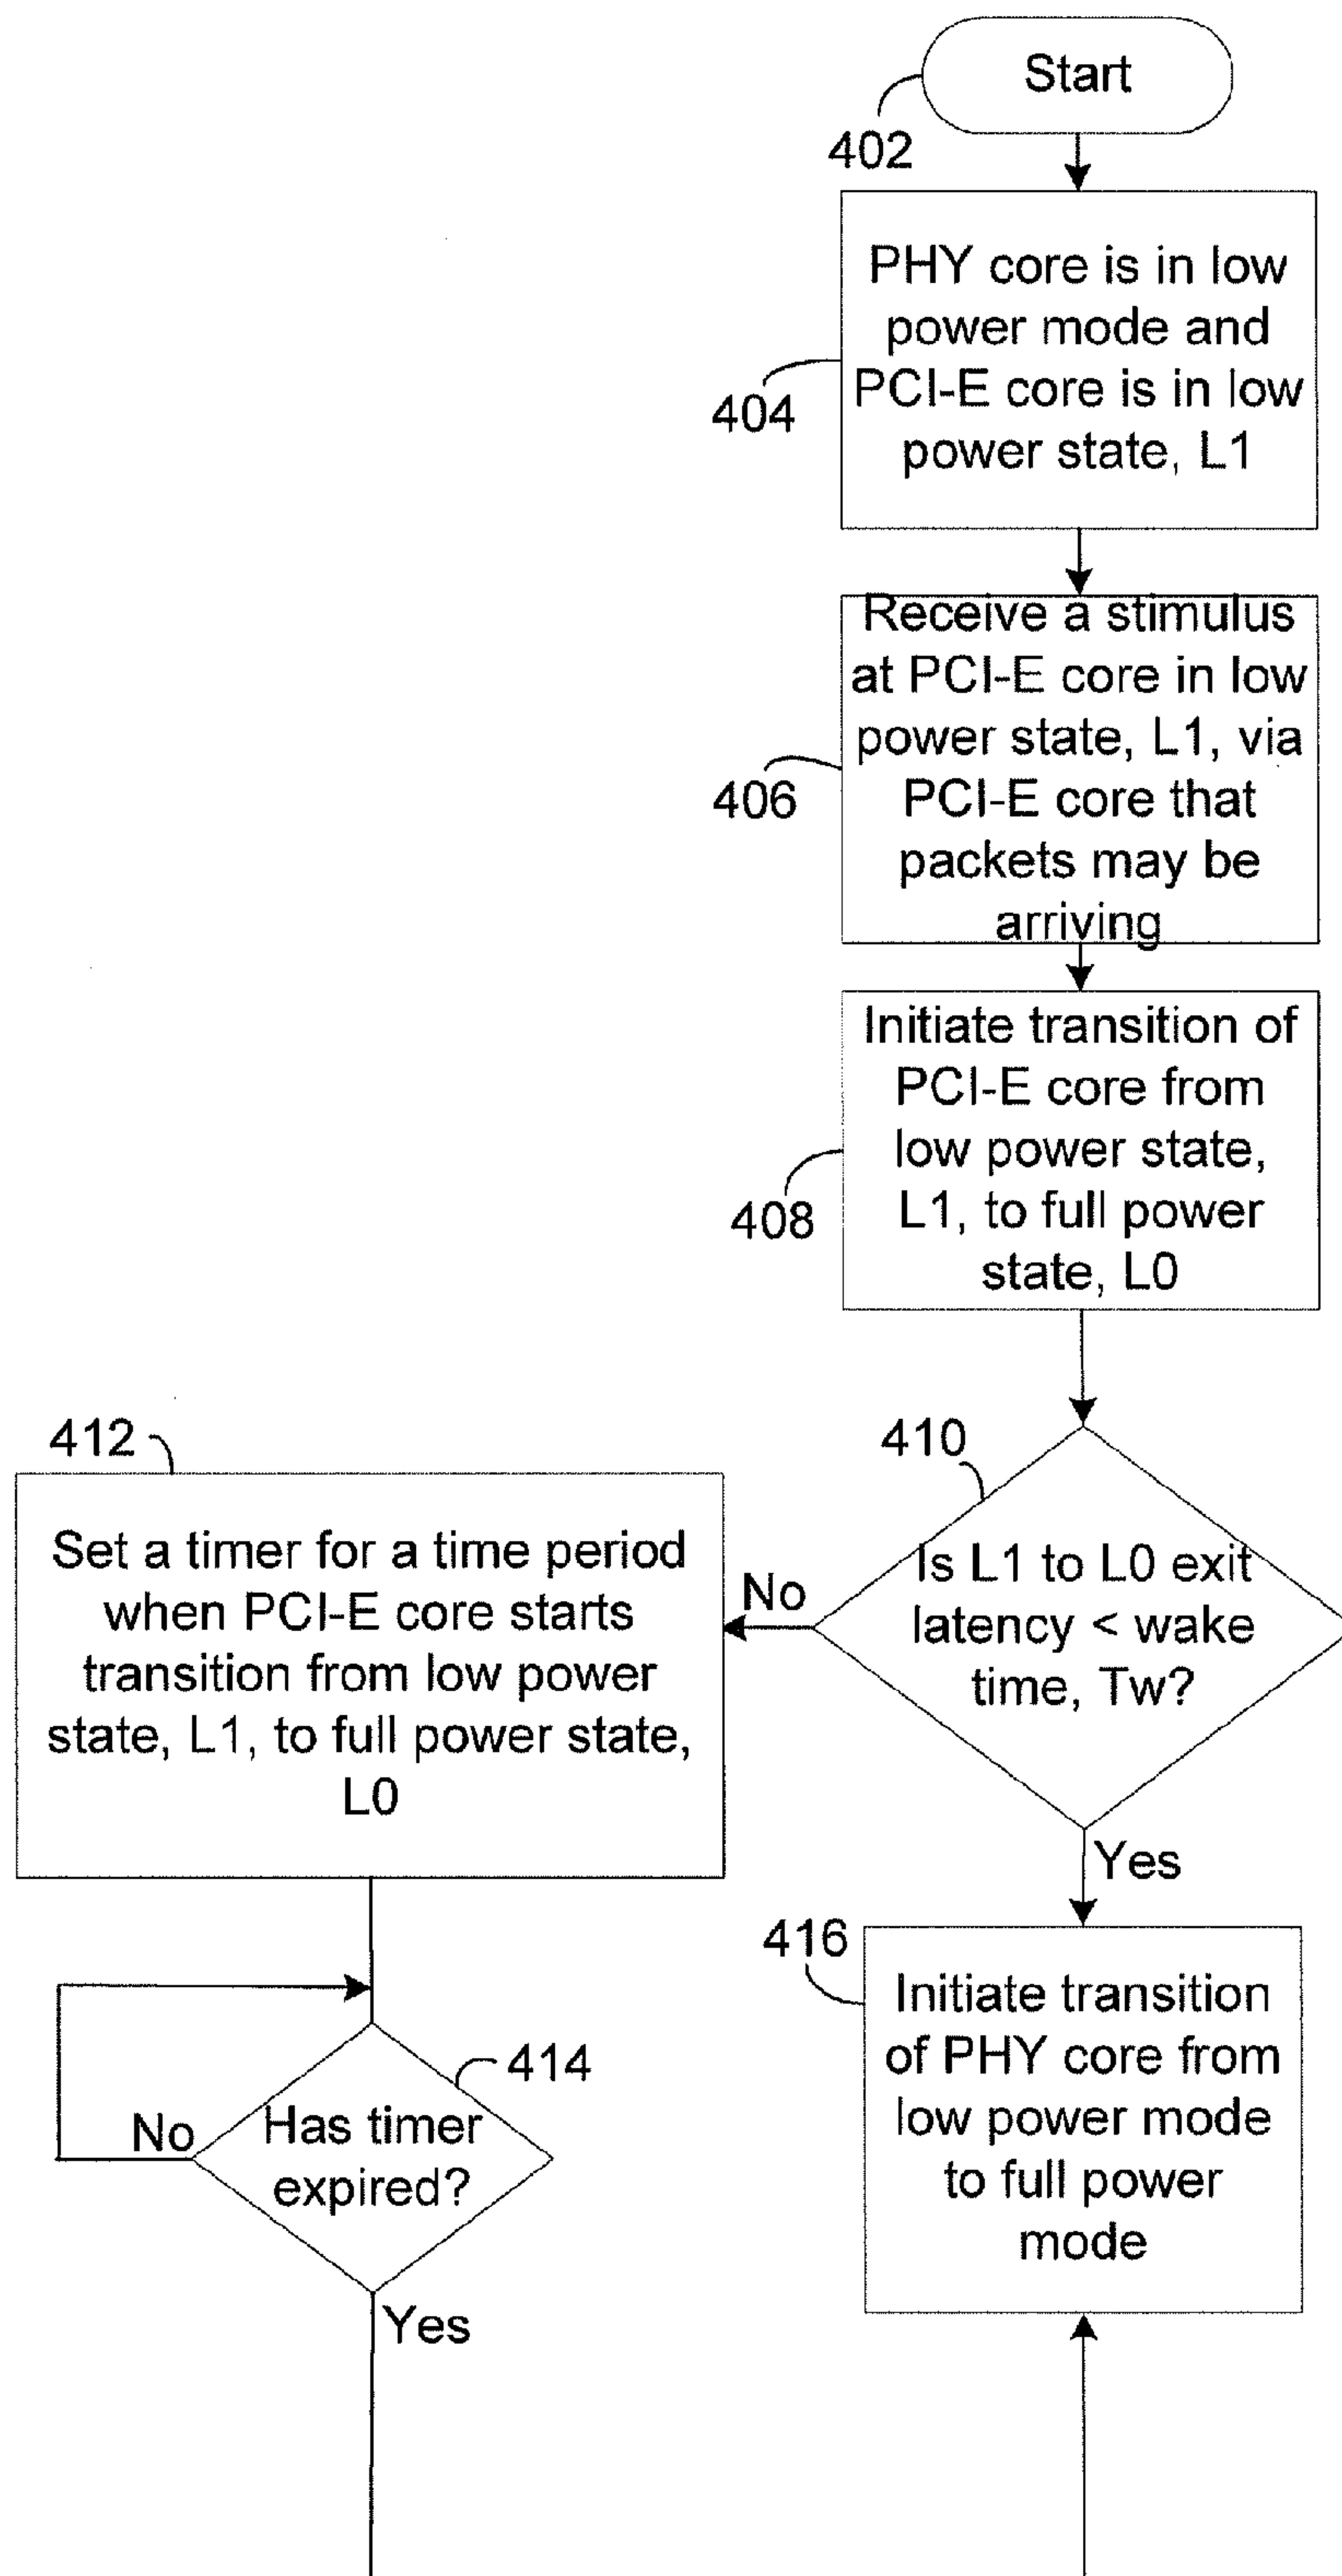 Start
402
PHY core is in low
power mode and
PCI-E core is in low
power state, L1
404
Receive a stimulus
at PCI-E core in low
power state, L1, via
PCI-E core that
packets may be
arriving
406
Initiate transition of
PCI-E core from
low power state,
L1, to full power
state, L0
408
410
Is L1 to L0 exit
latency < wake
time, Tw?
No
Yes
412
Set a timer for a time period
when PCI-E core starts
transition from low power
state, L1, to full power state,
L0
414
Has timer
expired?
No
Yes
416
Initiate transition
of PHY core from
low power mode
to full power
mode